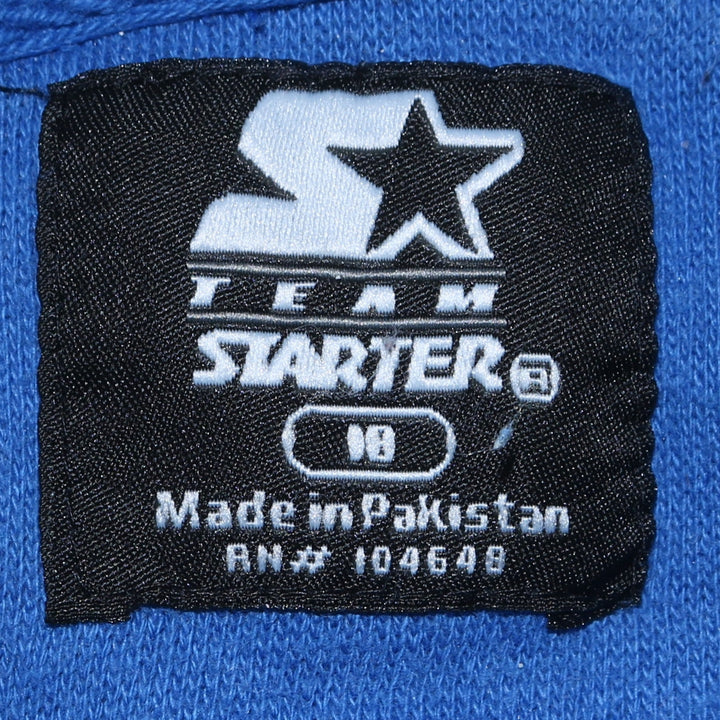 TEAM
STARTER®
18
Made in Pakistan
RN# 104648